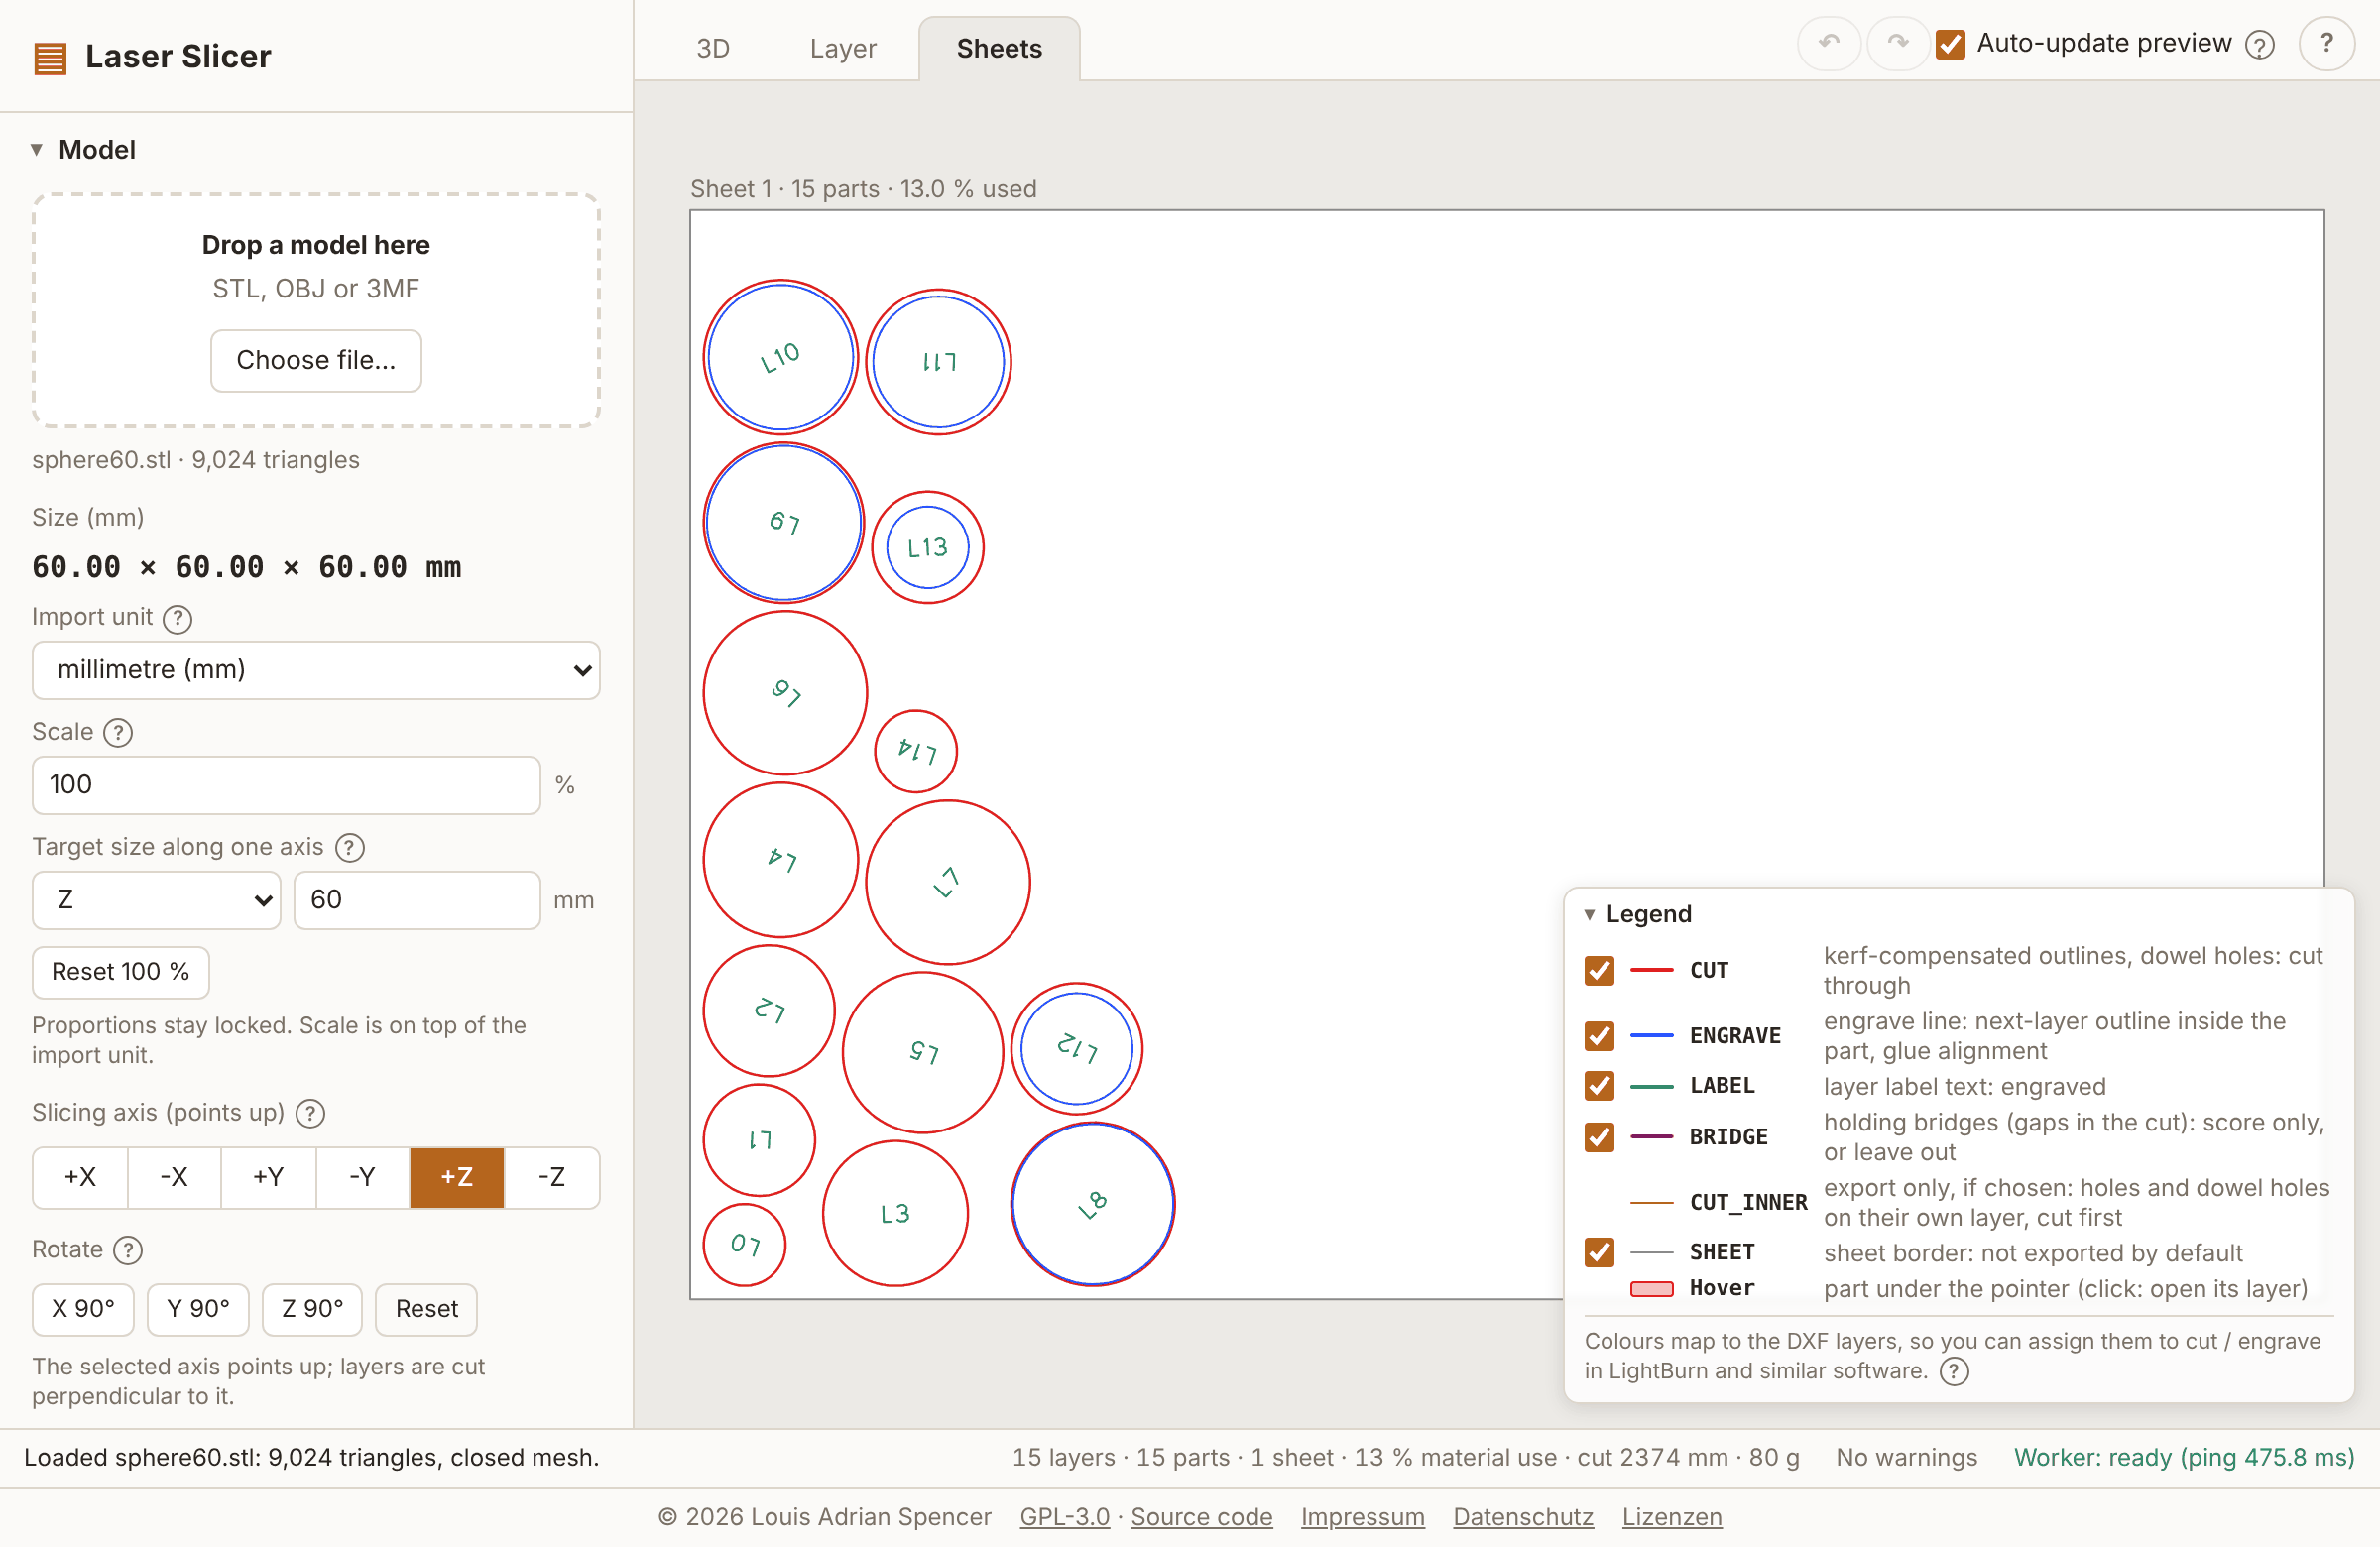 Laser Slicer
3D
Layer
Sheets
Auto-update preview ?
?
▼ Model
Drop a model here
STL, OBJ or 3MF
Choose file...
sphere60.stl · 9,024 triangles
Size (mm)
60.00 × 60.00 × 60.00 mm
Import unit ?
millimetre (mm)
Scale ?
100 %
Target size along one axis ?
Z 60 mm
Reset 100 %
Proportions stay locked. Scale is on top of the
import unit.
Slicing axis (points up) ?
+X -X +Y -Y +Z -Z
Rotate ?
X 90° Y 90° Z 90° Reset
The selected axis points up; layers are cut
perpendicular to it.
Sheet 1 · 15 parts · 13.0 % used
L10
L11
L9
L13
L6
L14
L4
L7
L2
L5
L12
L1
L3
L8
L0
▼ Legend
CUT kerf-compensated outlines, dowel holes: cut
through
ENGRAVE engrave line: next-layer outline inside the
part, glue alignment
LABEL layer label text: engraved
BRIDGE holding bridges (gaps in the cut): score only,
or leave out
CUT_INNER export only, if chosen: holes and dowel holes
on their own layer, cut first
SHEET sheet border: not exported by default
Hover part under the pointer (click: open its layer)
Colours map to the DXF layers, so you can assign them to cut / engrave
in LightBurn and similar software. ?
Loaded sphere60.stl: 9,024 triangles, closed mesh.
15 layers · 15 parts · 1 sheet · 13 % material use · cut 2374 mm · 80 g
No warnings
Worker: ready (ping 475.8 ms)
© 2026 Louis Adrian Spencer GPL-3.0 · Source code Impressum Datenschutz Lizenzen